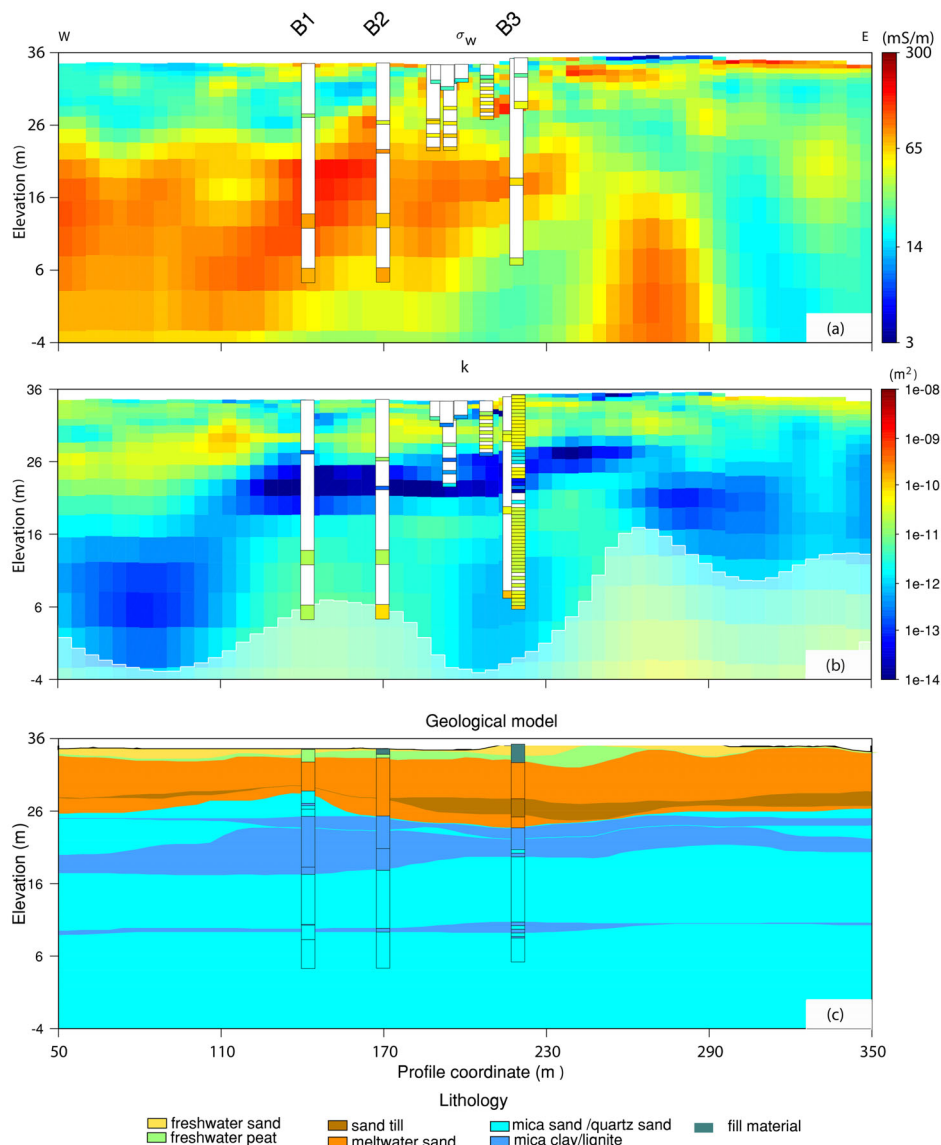 B1 B2 σw B3
W E (mS/m)
36 300
26 65
16
14
6
-4 (a) 3
Elevation (m)
k
(m²)
36 1e-08
1e-09
26
1e-10
16 1e-11
1e-12
6
1e-13
-4 (b) 1e-14
Elevation (m)
Geological model
36
26
16
6
-4 (c)
Elevation (m)
50 110 170 230 290 350
Profile coordinate (m )
Lithology
freshwater sand sand till mica sand /quartz sand fill material
freshwater peat meltwater sand mica clay/lignite